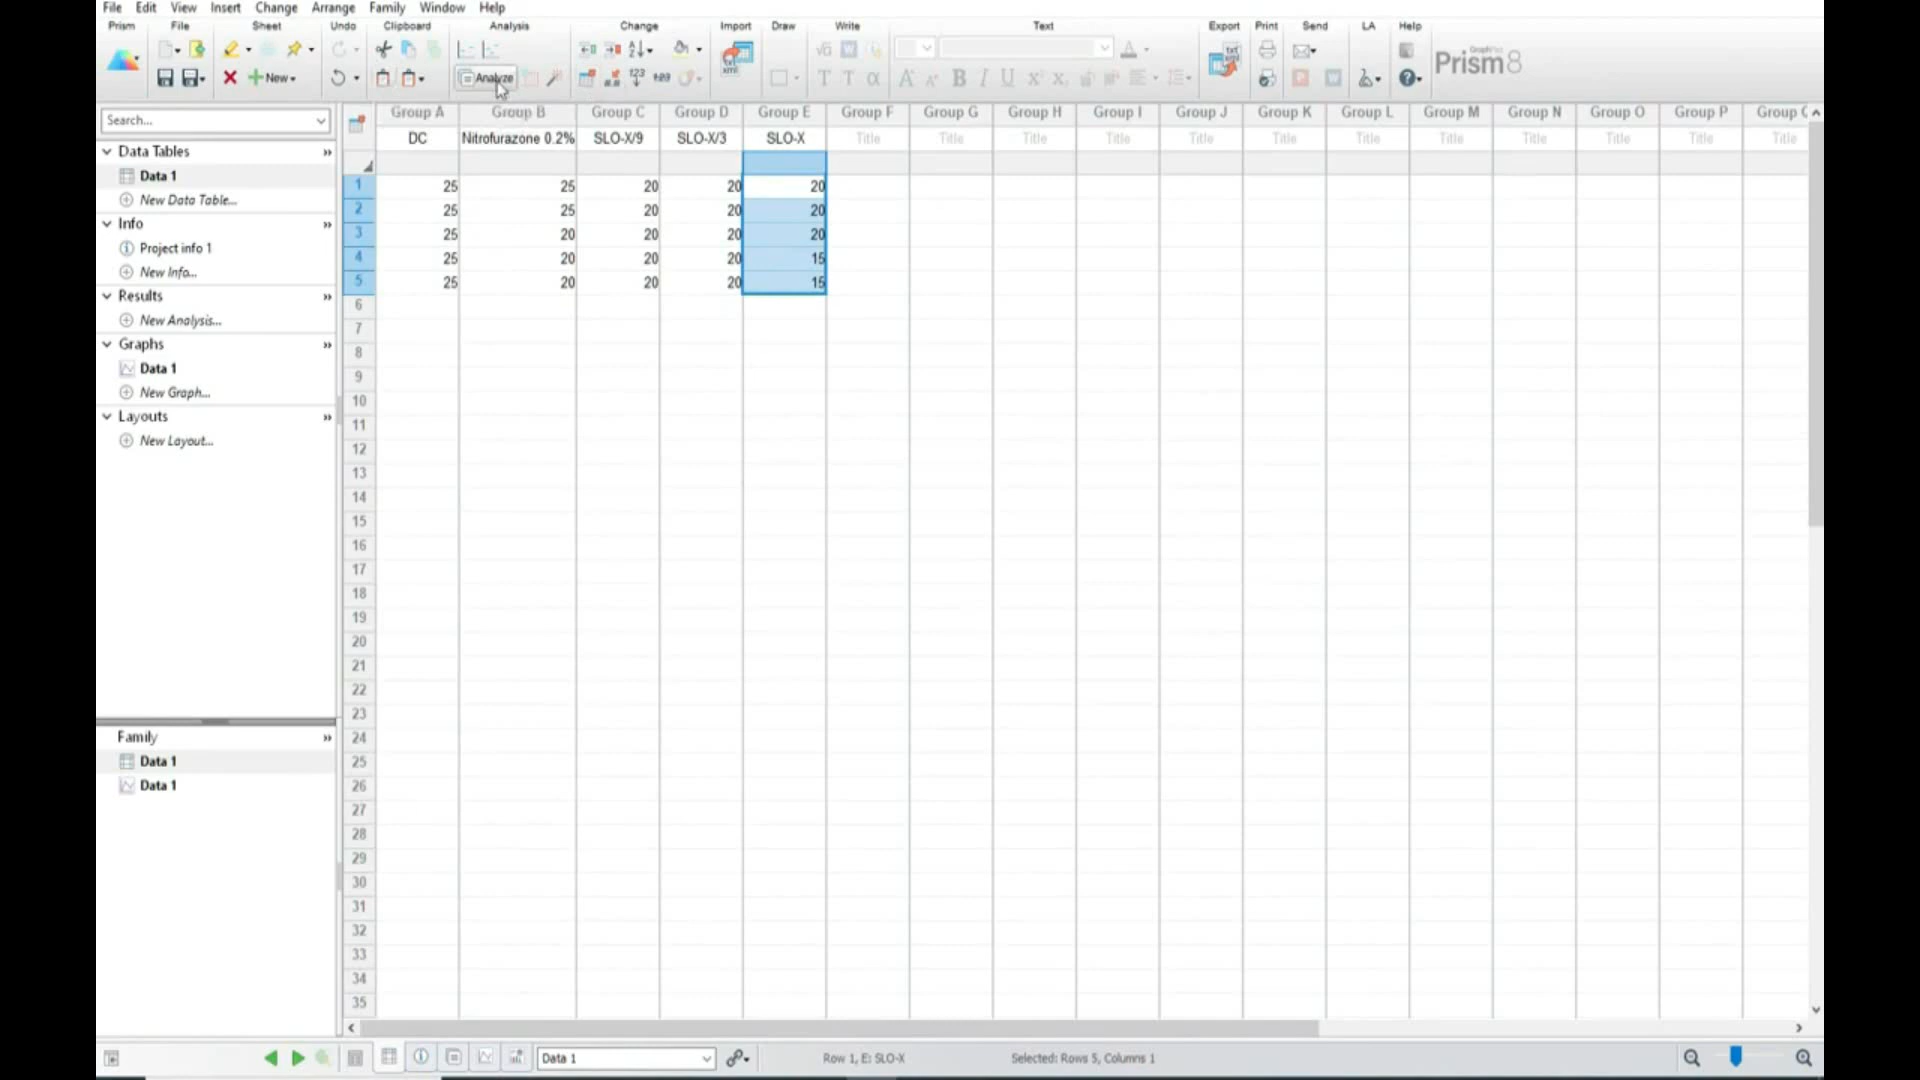 File Edit View Insert Change Arrange Family Window Help
Prism File Sheet Undo Clipboard Analysis Change Import Draw Write Text Export Print Send LA Help
New
Analyze
GraphPad
Prism8
Search...
Data Tables
Data 1
New Data Table...
Info
Project info 1
New Info...
Results
New Analysis...
Graphs
Data 1
New Graph...
Layouts
New Layout...
Family
Data 1
Data 1
Group A Group B Group C Group D Group E Group F Group G Group H Group I Group J Group K Group L Group M Group N Group O Group P Group
DC Nitrofurazone 0.2% SLO-X/9 SLO-X/3 SLO-X Title Title Title Title Title Title Title Title Title Title Title Title
1 25 25 20 20 20
2 25 25 20 20 20
3 25 20 20 20 20
4 25 20 20 20 15
5 25 20 20 20 15
6
7
8
9
10
11
12
13
14
15
16
17
18
19
20
21
22
23
24
25
26
27
28
29
30
31
32
33
34
35
Data 1 Row 1, E: SLO-X Selected: Rows 5, Columns 1